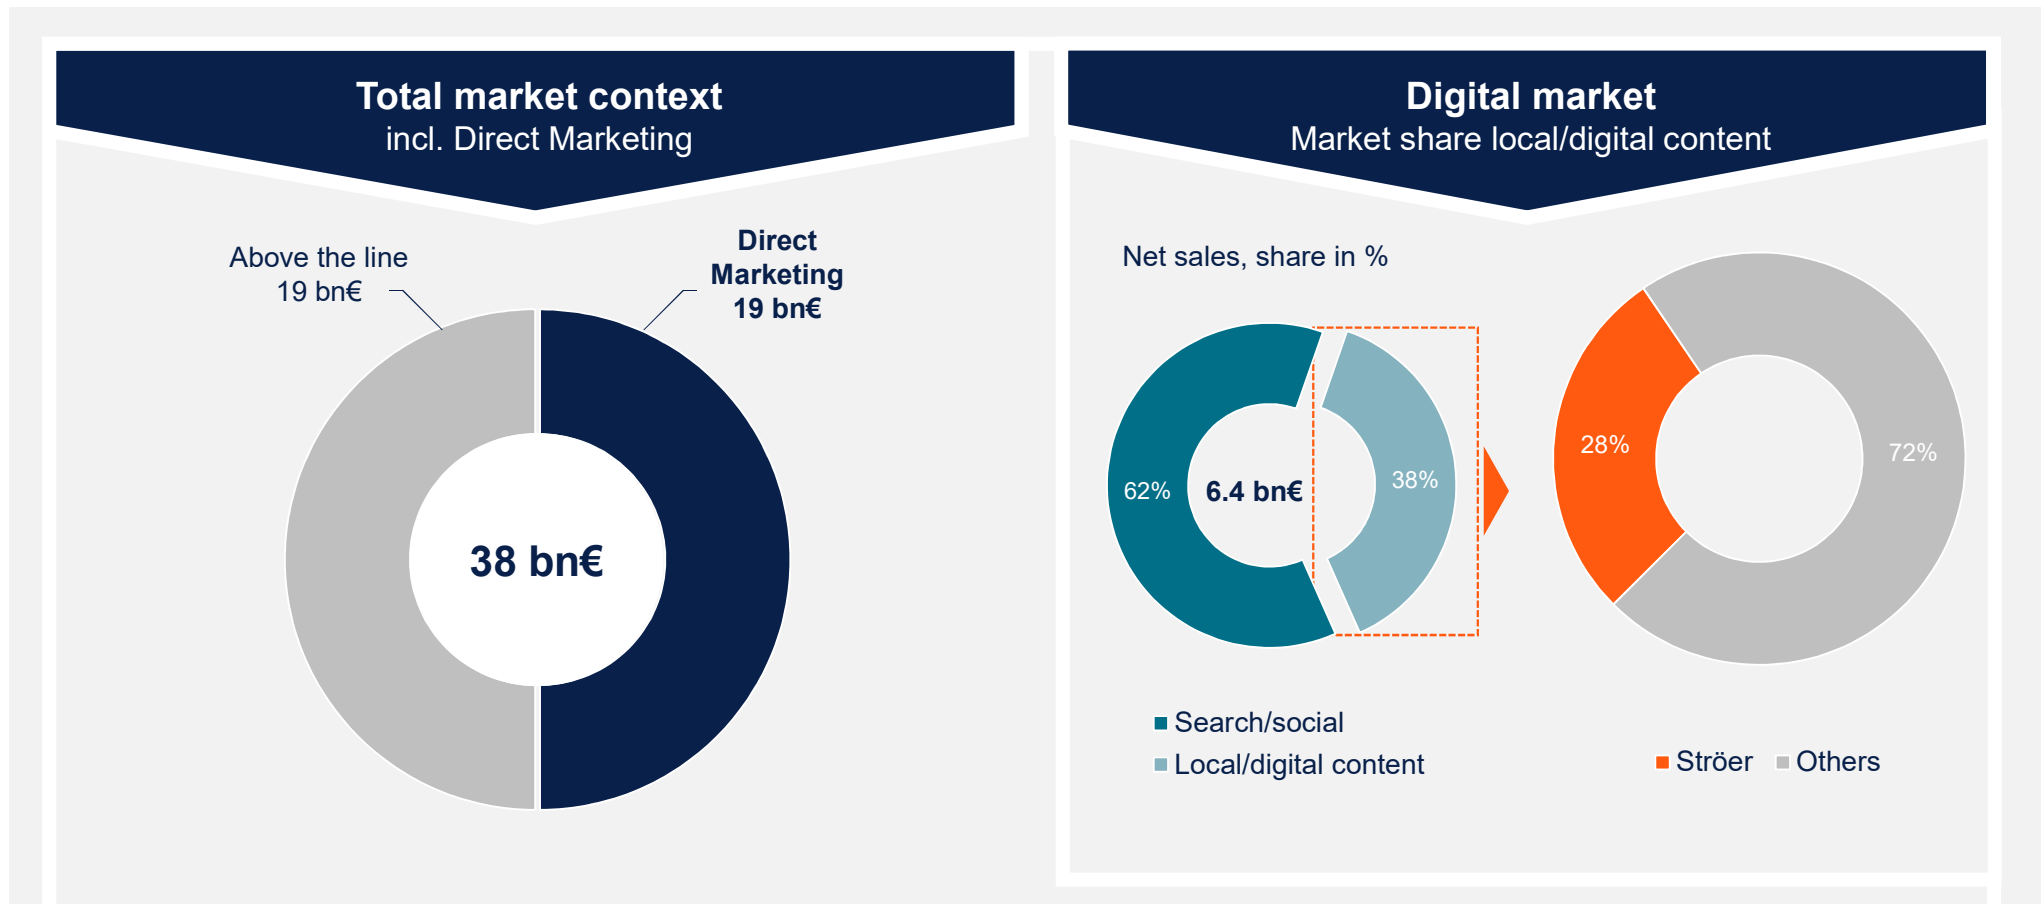 Total market context
incl. Direct Marketing
Above the line
19 bn€
Direct
Marketing
19 bn€
38 bn€
Digital market
Market share local/digital content
Net sales, share in %
62%
6.4 bn€
38%
28%
72%
Search/social
Local/digital content
Ströer
Others